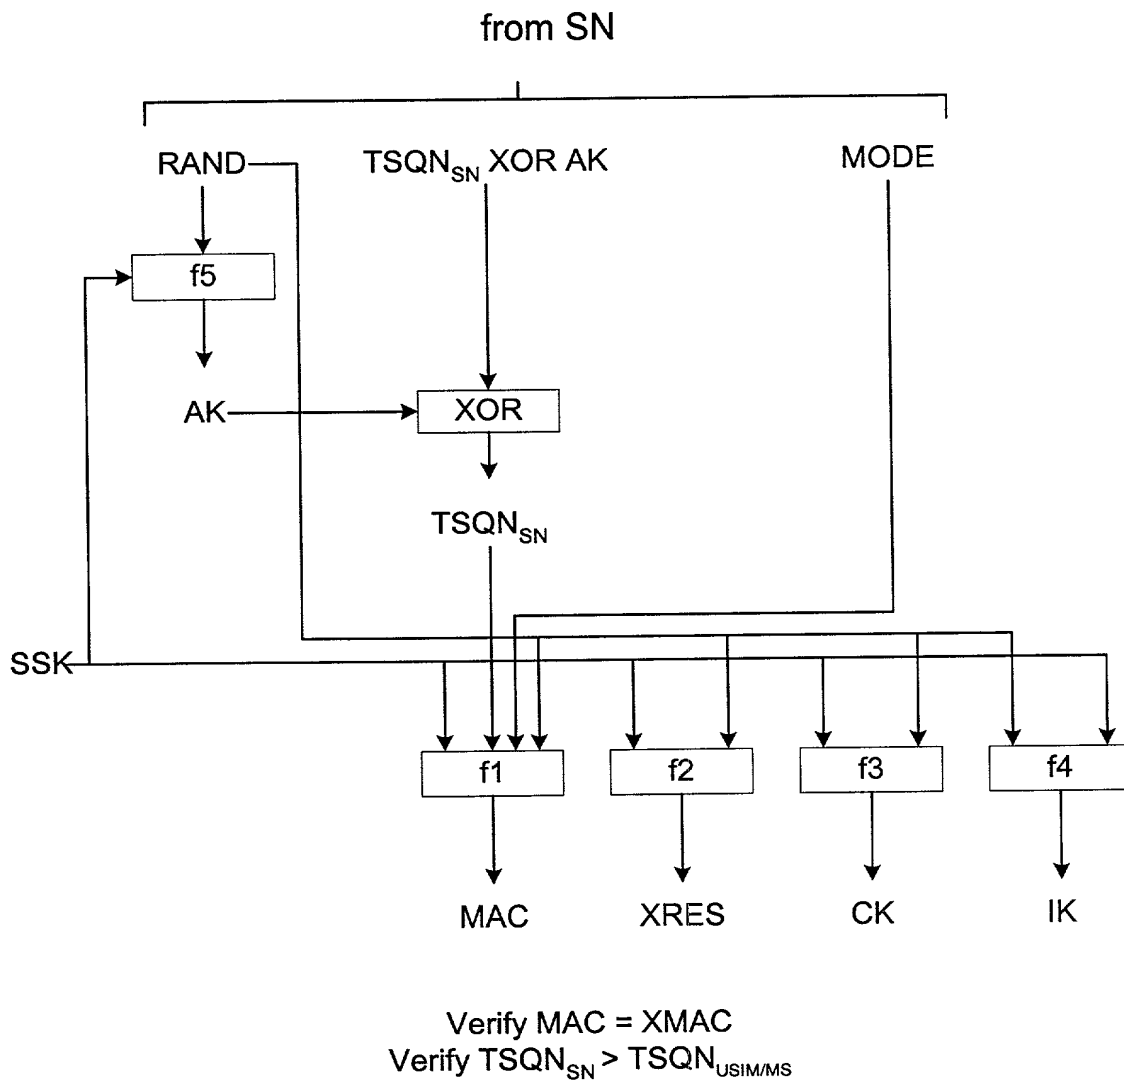 from SN
RAND
TSQN_SN XOR AK
MODE
f5
AK
XOR
TSQN_SN
SSK
f1
f2
f3
f4
MAC
XRES
CK
IK
Verify MAC = XMAC
Verify TSQN_SN > TSQN_USIM/MS